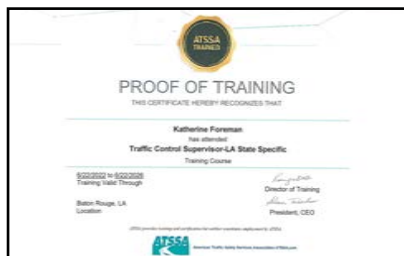 ATSSA
TRAINED
PROOF OF TRAINING
THIS CERTIFICATE HEREBY RECOGNIZES THAT
Katherine Foreman
has attended
Traffic Control Supervisor-LA State Specific
Training Course
6/22/2022 to 6/22/2026
Training Valid Through
Director of Training
Baton Rouge, LA
Location
President, CEO
ATSSA
American Traffic Safety Services Association